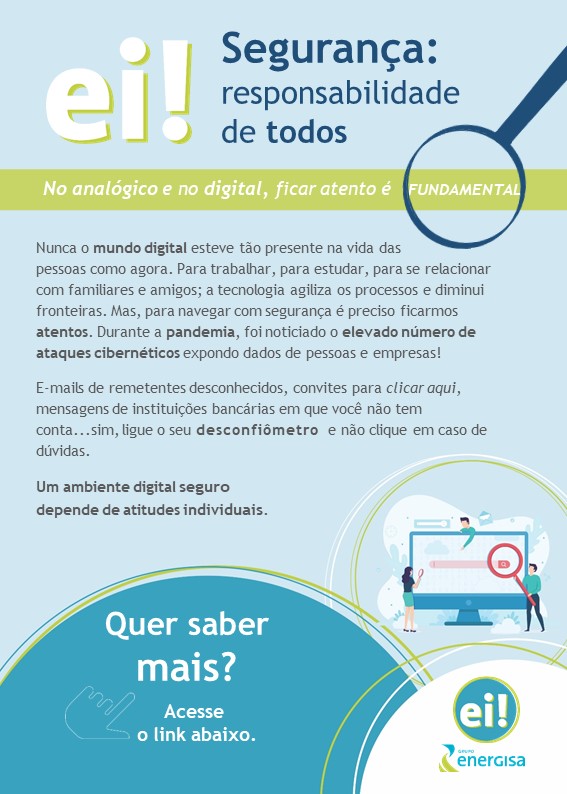 ei!
Segurança:
responsabilidade
de todos
No analógico e no digital, ficar atento é FUNDAMENTAL
Nunca o mundo digital esteve tão presente na vida das
pessoas como agora. Para trabalhar, para estudar, para se relacionar
com familiares e amigos; a tecnologia agiliza os processos e diminui
fronteiras. Mas, para navegar com segurança é preciso ficarmos
atentos. Durante a pandemia, foi noticiado o elevado número de
ataques cibernéticos expondo dados de pessoas e empresas!
E-mails de remetentes desconhecidos, convites para clicar aqui,
mensagens de instituições bancárias em que você não tem
conta...sim, ligue o seu desconfiômetro e não clique em caso de
dúvidas.
Um ambiente digital seguro
depende de atitudes individuais.
Quer saber
mais?
Acesse
o link abaixo.
ei!
GRUPO
energisa